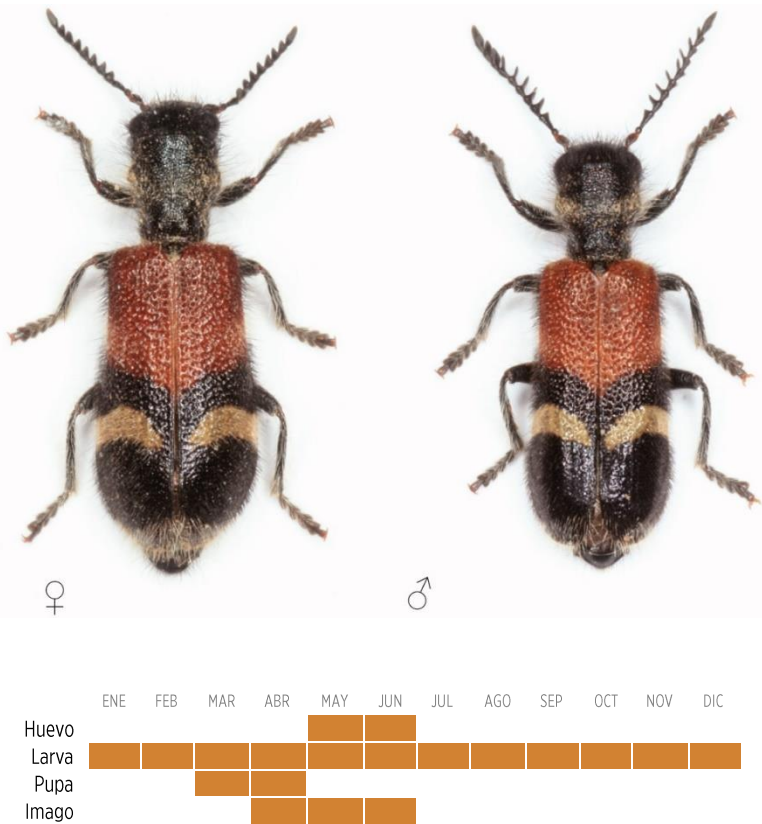 ♀ ♂
ENE FEB MAR ABR MAY JUN JUL AGO SEP OCT NOV DIC
Huevo
Larva
Pupa
Imago